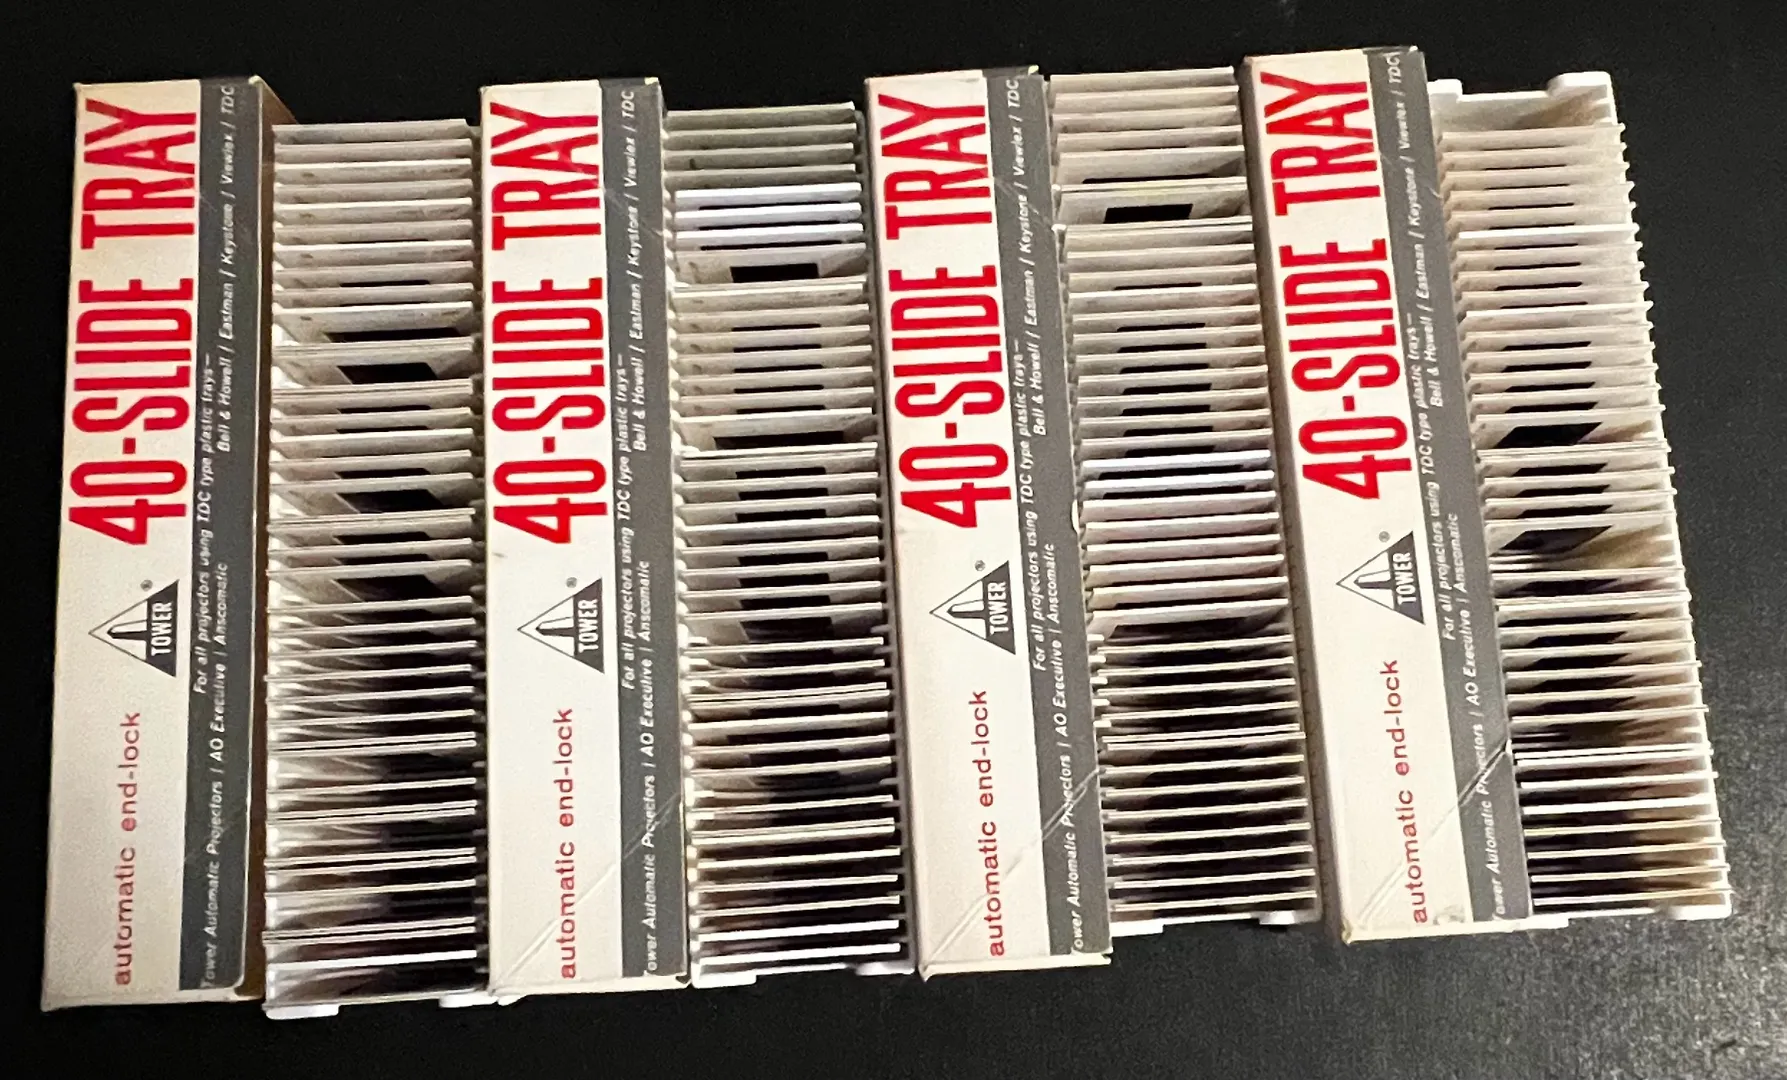 40-SLIDE TRAY
TOWER
®
automatic end-lock
For all projectors using TDC type plastic trays—
Tower Automatic Projectors / AO Executive / Anscomatic
Bell & Howell / Eastman / Keystone / Viewlex / TDC
40-SLIDE TRAY
TOWER
®
automatic end-lock
For all projectors using TDC type plastic trays—
Tower Automatic Projectors / AO Executive / Anscomatic
Bell & Howell / Eastman / Keystone / Viewlex / TDC
40-SLIDE TRAY
TOWER
®
automatic end-lock
For all projectors using TDC type plastic trays—
Tower Automatic Projectors / AO Executive / Anscomatic
Bell & Howell / Eastman / Keystone / Viewlex / TDC
40-SLIDE TRAY
TOWER
®
automatic end-lock
For all projectors using TDC type plastic trays—
Tower Automatic Projectors / AO Executive / Anscomatic
Bell & Howell / Eastman / Keystone / Viewlex / TDC